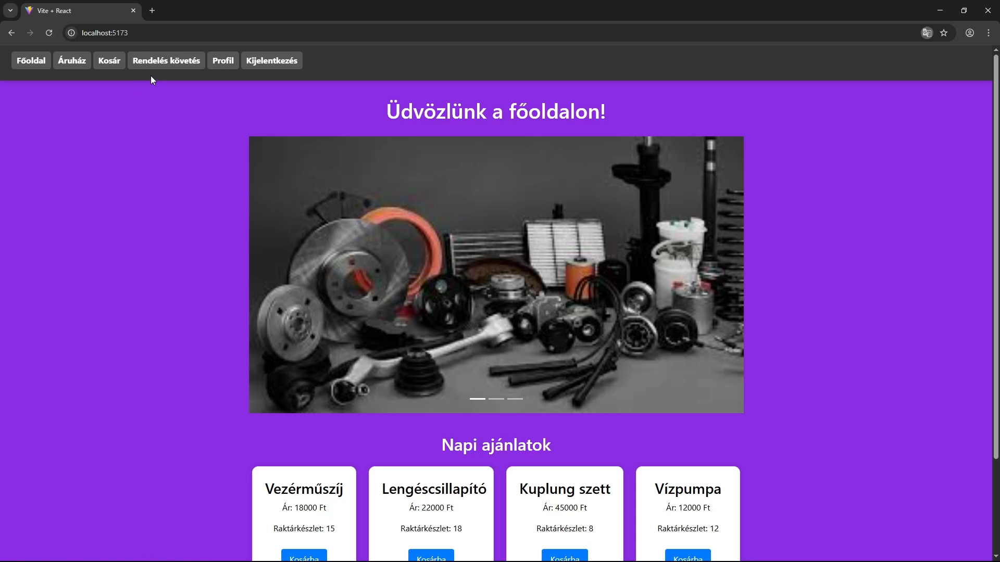 Vite + React
localhost:5173
Főoldal Áruház Kosár Rendelés követés Profil Kijelentkezés
Üdvözlünk a főoldalon!
Napi ajánlatok
Vezérműszíj Lengéscsillapító Kuplung szett Vízpumpa
Ár: 18000 Ft Ár: 22000 Ft Ár: 45000 Ft Ár: 12000 Ft
Raktárkészlet: 15 Raktárkészlet: 18 Raktárkészlet: 8 Raktárkészlet: 12
Kosárba Kosárba Kosárba Kosárba